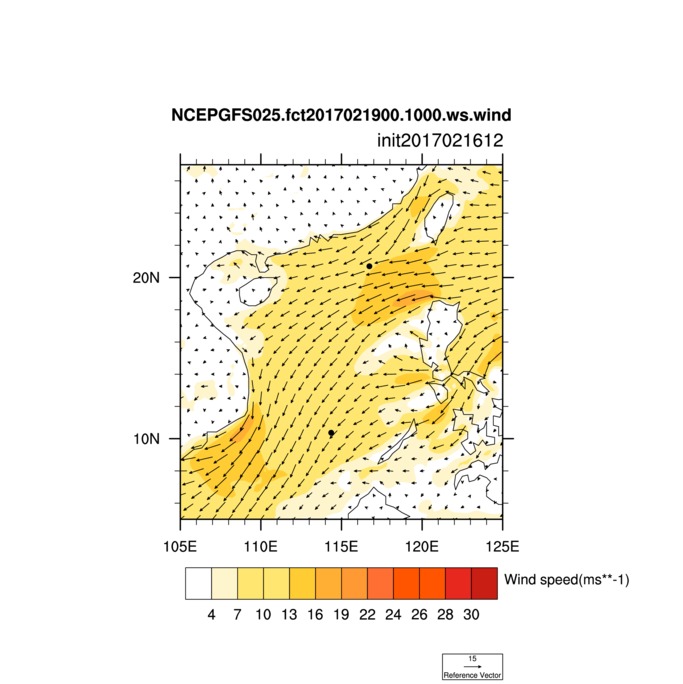 NCEPGFS025.fct2017021900.1000.ws.wind
init2017021612
20N
10N
105E 110E 115E 120E 125E
Wind speed(ms**-1)
4 7 10 13 16 19 22 24 26 28 30
15
Reference Vector